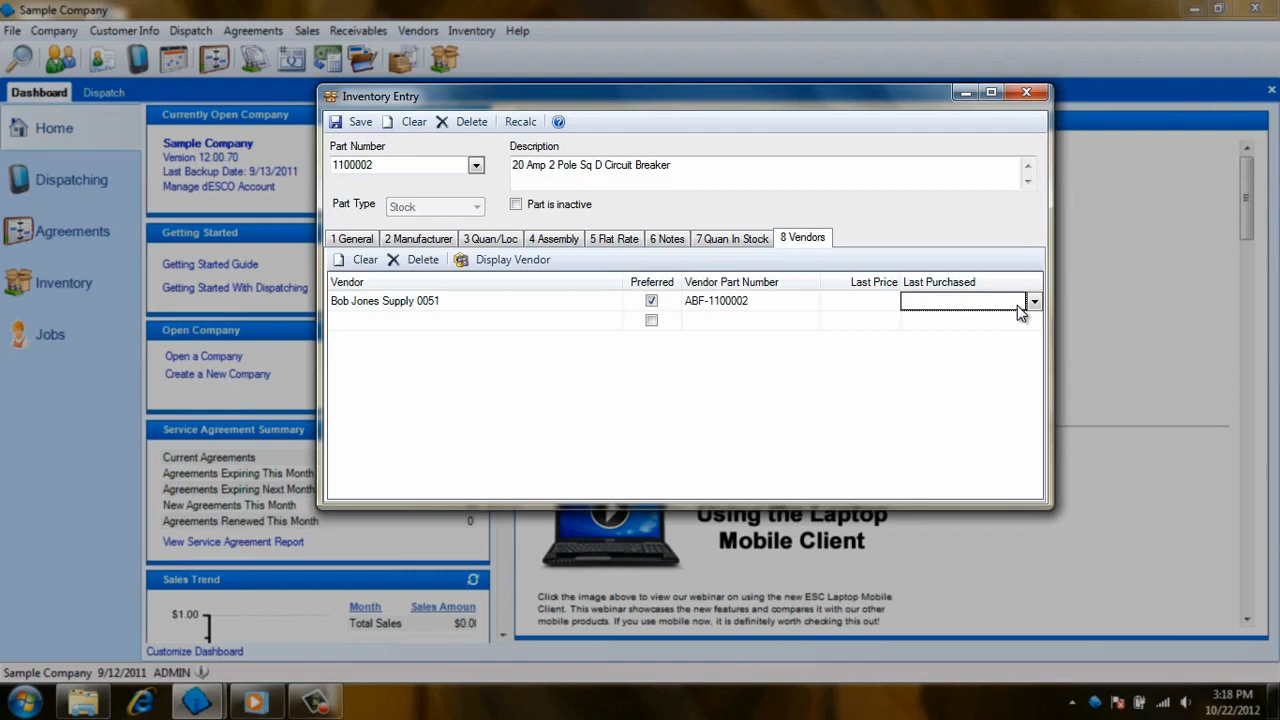 Sample Company
File Company Customer Info Dispatch Agreements Sales Receivables Vendors Inventory Help
Dashboard Dispatch
Home
Dispatching
Agreements
Inventory
Jobs
Currently Open Company
Sample Company
Version 12.00.70
Last Backup Date: 9/13/2011
Manage dESCO Account
Getting Started
Getting Started Guide
Getting Started With Dispatching
Open Company
Open a Company
Create a New Company
Service Agreement Summary
Current Agreements
Agreements Expiring This Month
Agreements Expiring Next Month
New Agreements This Month
Agreements Renewed This Month 0
View Service Agreement Report
Sales Trend
$1.00
Month Sales Amoun
Total Sales $0.0
Customize Dashboard
Inventory Entry
Save Clear Delete Recalc
Part Number Description
1100002 20 Amp 2 Pole Sq D Circuit Breaker
Part Type Stock Part is inactive
1 General 2 Manufacturer 3 Quan/Loc 4 Assembly 5 Flat Rate 6 Notes 7 Quan In Stock 8 Vendors
Clear Delete Display Vendor
Vendor Preferred Vendor Part Number Last Price Last Purchased
Bob Jones Supply 0051 ABF-1100002
Using the Laptop
Mobile Client
Click the image above to view our webinar on using the new ESC Laptop Mobile
Client. This webinar showcases the new features and compares it with our other
mobile products. If you use mobile now, it is definitely worth checking this out!
Sample Company 9/12/2011 ADMIN
3:18 PM
10/22/2012